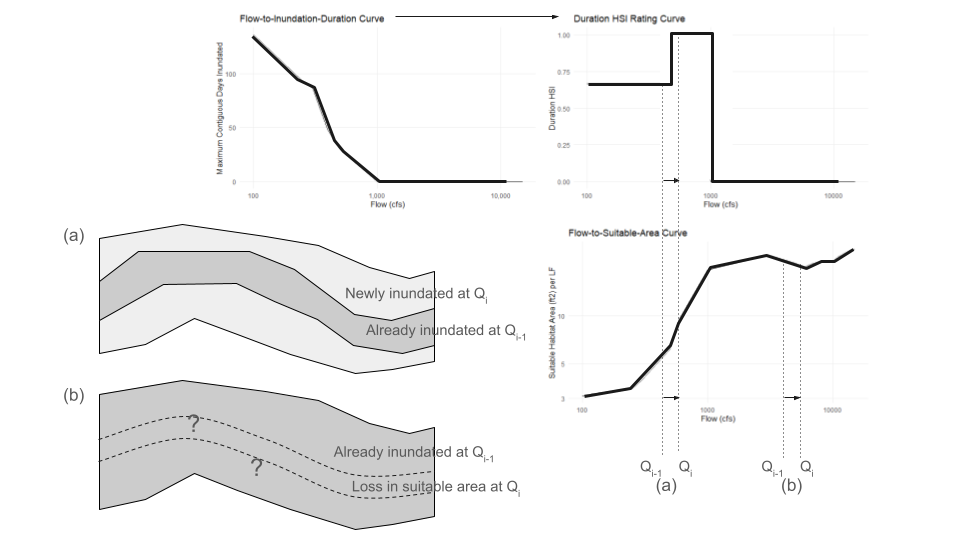 Flow-to-Inundation-Duration Curve
Maximum Contiguous Days Inundated
100
50
0
100
1,000
10,000
Flow (cfs)
Duration HSI Rating Curve
Duration HSI
1.00
0.75
0.50
0.25
0.00
100
1000
10000
Flow (cfs)
(a)
Newly inundated at Qi
Already inundated at Qi-1
Flow-to-Suitable-Area Curve
Suitable Habitat Area (ft2) per LF
10
5
3
100
1000
10000
Flow (cfs)
(b)
?
?
Already inundated at Qi-1
Loss in suitable area at Qi
Qi-1 Qi
(a)
Qi-1 Qi
(b)